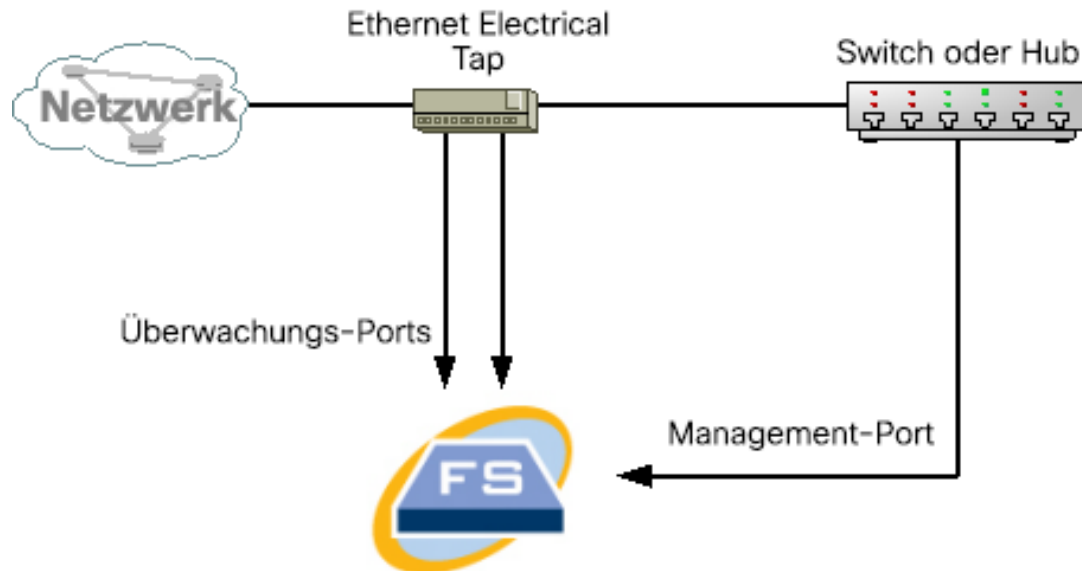 Ethernet Electrical
Tap
Switch oder Hub
Netzwerk
Überwachungs-Ports
Management-Port
FS